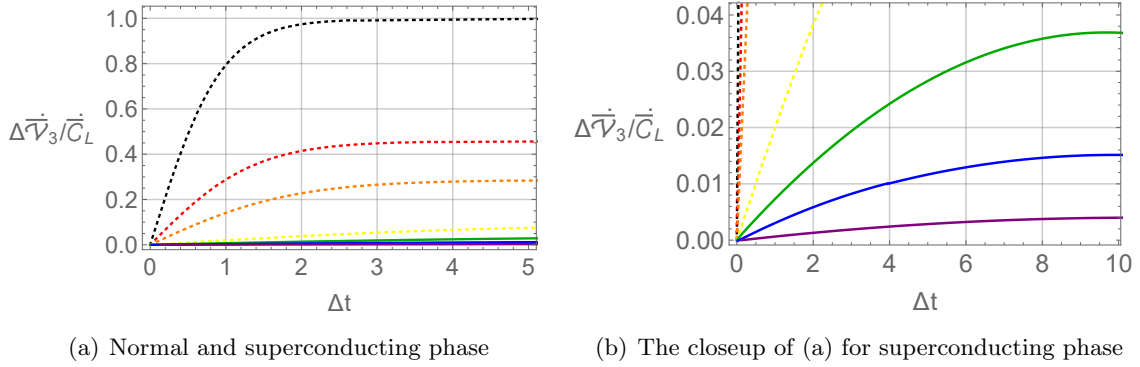 1.0
0.8
0.6
0.4
0.2
0.0
Δ𝒱̇̅₃/𝒞̇̅_L
0 1 2 3 4 5
Δt
(a) Normal and superconducting phase
0.04
0.03
0.02
0.01
0.00
Δ𝒱̇̅₃/𝒞̇̅_L
0 2 4 6 8 10
Δt
(b) The closeup of (a) for superconducting phase